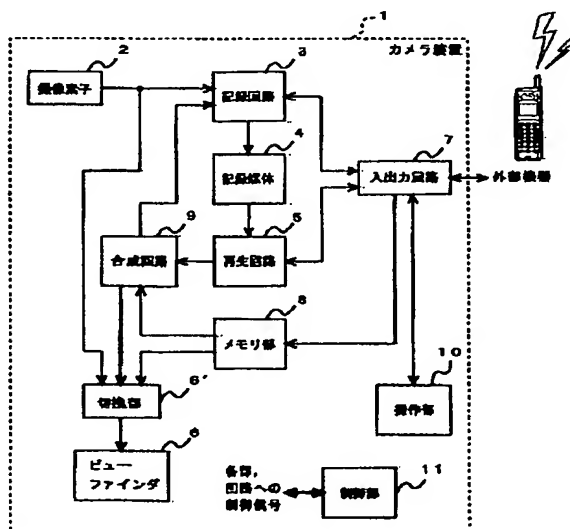 1
カメラ装置
2
撮像素子
3
記録回路
4
記録媒体
7
入出力回路
外部機器
9
合成回路
5
再生回路
8
メモリ部
10
操作部
6'
切換部
6
ビュー
ファインダ
各部,
回路への
制御信号
11
制御部